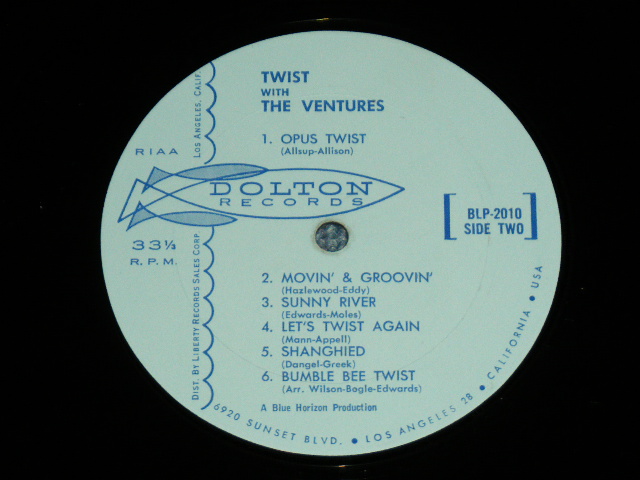 TWIST
WITH
THE VENTURES
1. OPUS TWIST
(Allsup-Allison)
RIAA
DOLTON
RECORDS
33⅓
R.P.M.
[BLP-2010
SIDE TWO]
2. MOVIN' & GROOVIN'
(Hazlewood-Eddy)
3. SUNNY RIVER
(Edwards-Moles)
4. LET'S TWIST AGAIN
(Mann-Appell)
5. SHANGHIED
(Dangel-Greek)
6. BUMBLE BEE TWIST
(Arr. Wilson-Bogle-Edwards)
A Blue Horizon Production
DIST. BY LIBERTY RECORDS SALES CORP.
LOS ANGELES, CALIF.
6920 SUNSET BLVD. • LOS ANGELES 28 • CALIFORNIA • USA